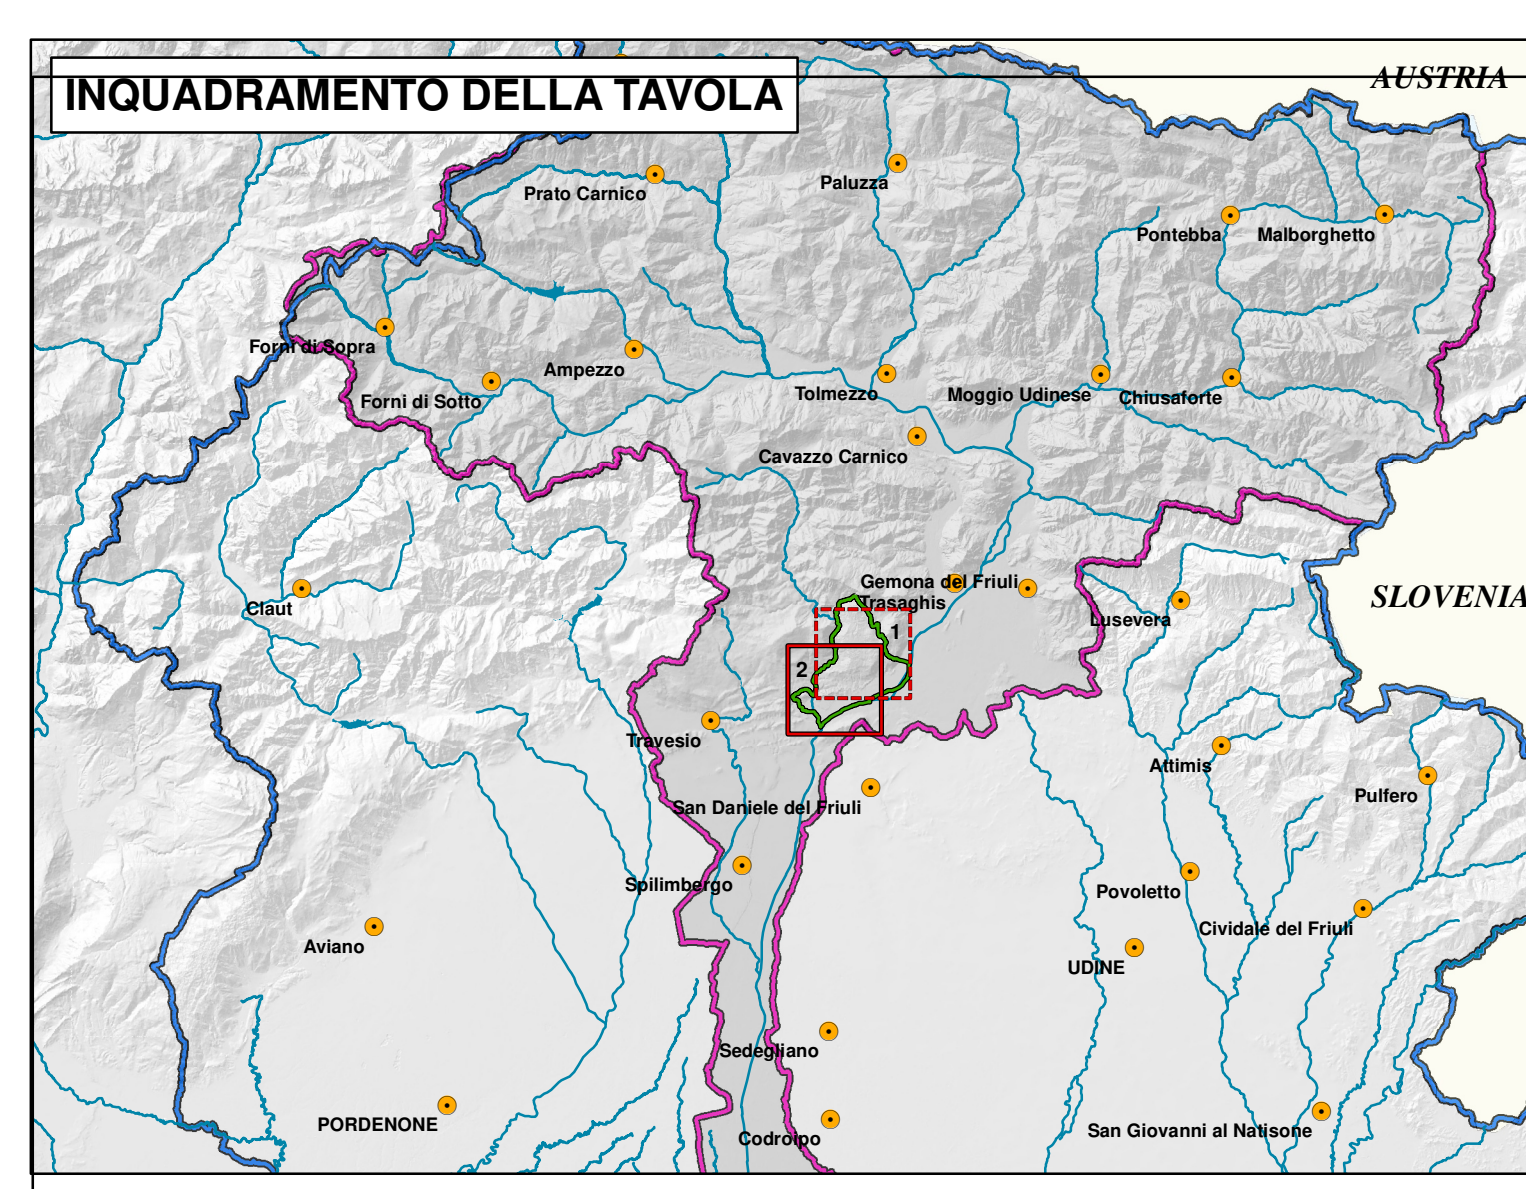 INQUADRAMENTO DELLA TAVOLA
AUSTRIA
Prato Carnico
Paluzza
Pontebba
Malborghetto
Forni di Sopra
Ampezzo
Forni di Sotto
Tolmezzo
Moggio Udinese
Chiusaforte
Cavazzo Carnico
Gemona del Friuli
Trasaghis
Claut
SLOVENIA
Lusevera
1
2
Travesio
Attimis
Pulfero
San Daniele del Friuli
Spilimbergo
Povoletto
Cividale del Friuli
Aviano
UDINE
Sedegliano
PORDENONE
Codroipo
San Giovanni al Natisone